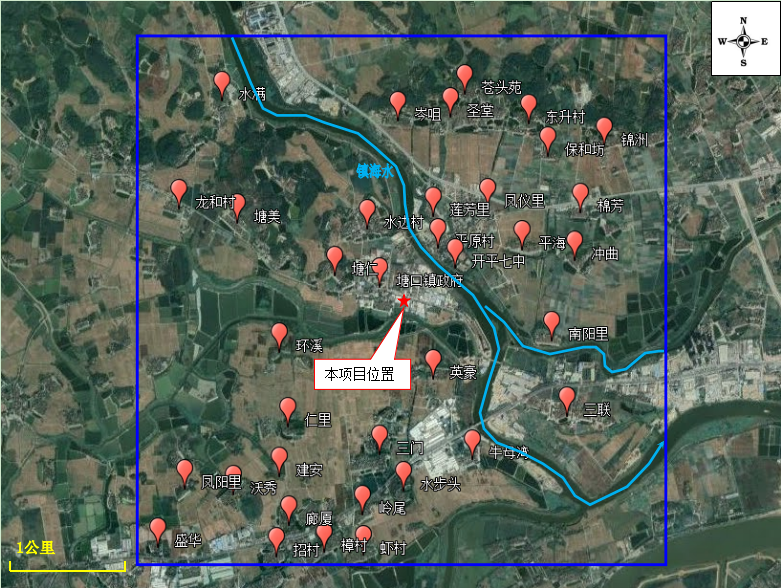 N
W E
S
水满
苍头苑
岑咀
圣堂
东升村
锦洲
保和坊
镇海水
龙和村
塘美
水边村
莲芳里
凤仪里
棉芳
平原村
平海
开平七中
冲曲
塘仁
塘口镇政府
南阳里
环溪
本项目位置
英豪
三联
仁里
三门
牛母湾
建安
凤阳里
沃秀
水步头
岭尾
廊厦
盛华
招村
樟村
虾村
1公里